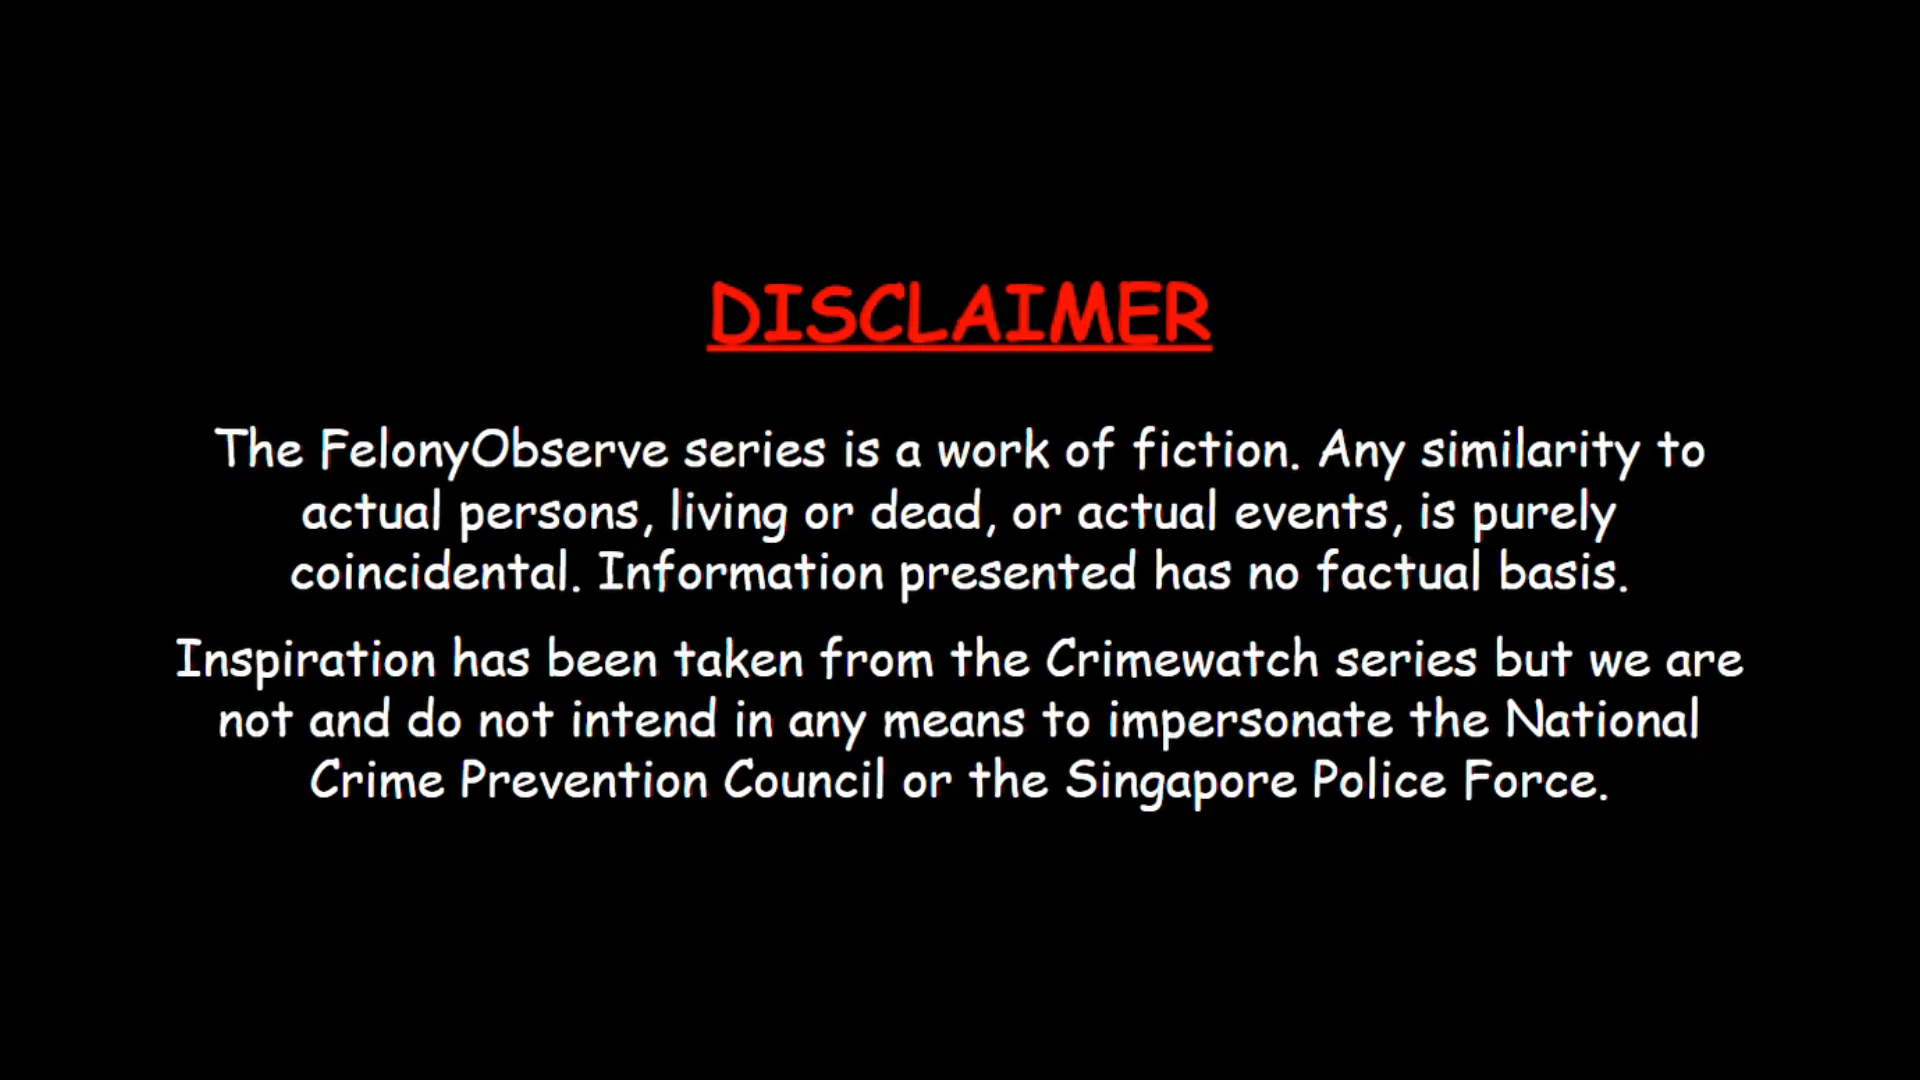 DISCLAIMER
The FelonyObserve series is a work of fiction. Any similarity to
actual persons, living or dead, or actual events, is purely
coincidental. Information presented has no factual basis.
Inspiration has been taken from the Crimewatch series but we are
not and do not intend in any means to impersonate the National
Crime Prevention Council or the Singapore Police Force.